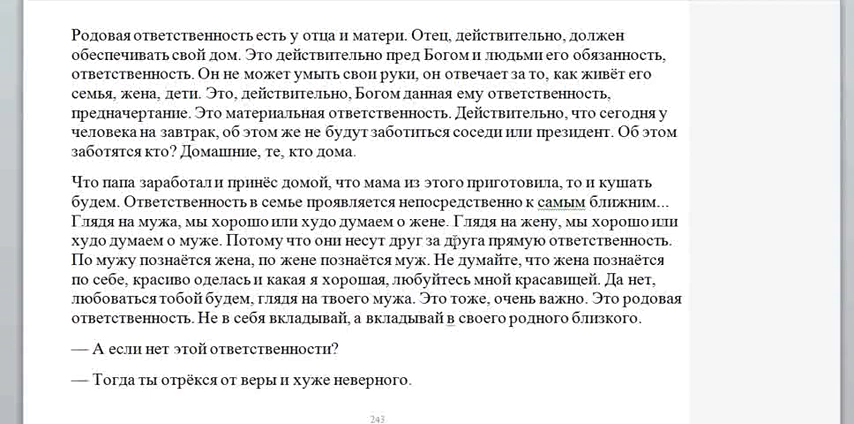 Родовая ответственность есть у отца и матери. Отец, действительно, должен
обеспечивать свой дом. Это действительно пред Богом и людьми его обязанность,
ответственность. Он не может умыть свои руки, он отвечает за то, как живёт его
семья, жена, дети. Это, действительно, Богом данная ему ответственность,
предначертание. Это материальная ответственность. Действительно, что сегодня у
человека на завтрак, об этом же не будут заботиться соседи или президент. Об этом
заботятся кто? Домашние, те, кто дома.
Что папа заработал и принёс домой, что мама из этого приготовила, то и кушать
будем. Ответственность в семье проявляется непосредственно к самым ближним...
Глядя на мужа, мы хорошо или худо думаем о жене. Глядя на жену, мы хорошо или
худо думаем о муже. Потому что они несут друг за друга прямую ответственность.
По мужу познаётся жена, по жене познаётся муж. Не думайте, что жена познаётся
по себе, красиво оделась и какая я хорошая, любуйтесь мной красавицей. Да нет,
любоваться тобой будем, глядя на твоего мужа. Это тоже, очень важно. Это родовая
ответственность. Не в себя вкладывай, а вкладывай в своего родного близкого.
— А если нет этой ответственности?
— Тогда ты отрёкся от веры и хуже неверного.
243